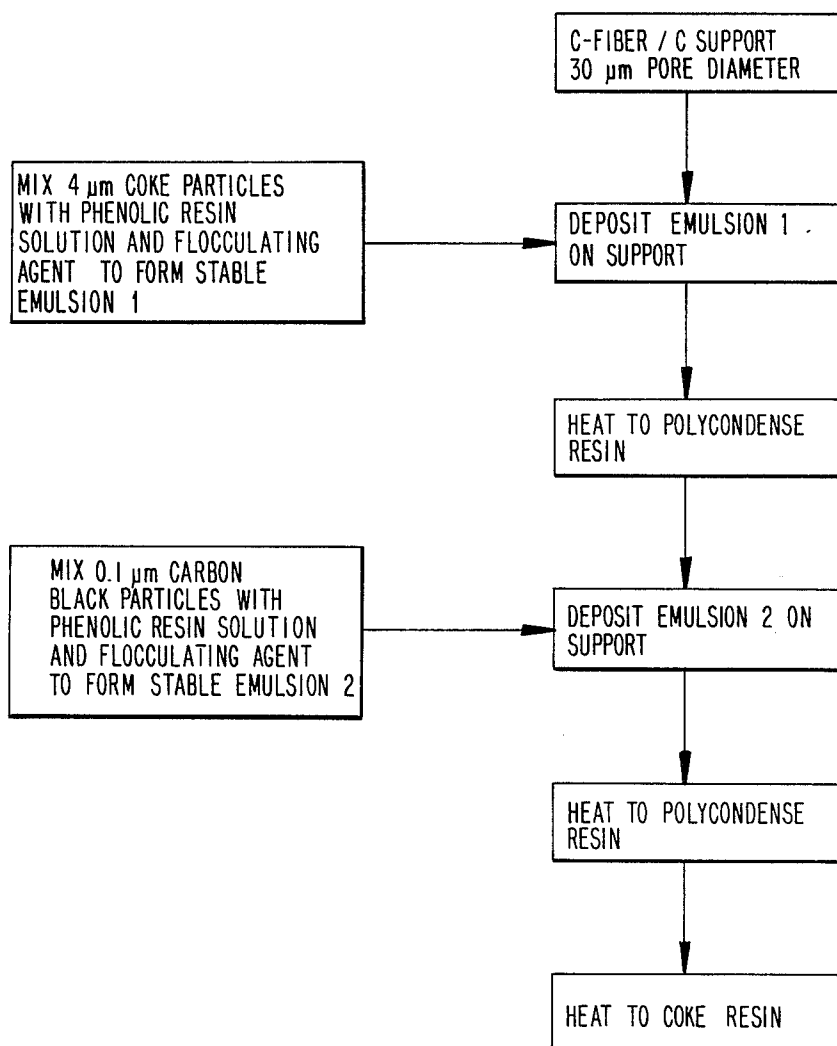 C-FIBER / C SUPPORT
30 µm PORE DIAMETER
MIX 4 µm COKE PARTICLES
WITH PHENOLIC RESIN
SOLUTION AND FLOCCULATING
AGENT TO FORM STABLE
EMULSION 1
DEPOSIT EMULSION 1
ON SUPPORT
HEAT TO POLYCONDENSE
RESIN
MIX 0.1 µm CARBON
BLACK PARTICLES WITH
PHENOLIC RESIN SOLUTION
AND FLOCCULATING AGENT
TO FORM STABLE EMULSION 2
DEPOSIT EMULSION 2 ON
SUPPORT
HEAT TO POLYCONDENSE
RESIN
HEAT TO COKE RESIN